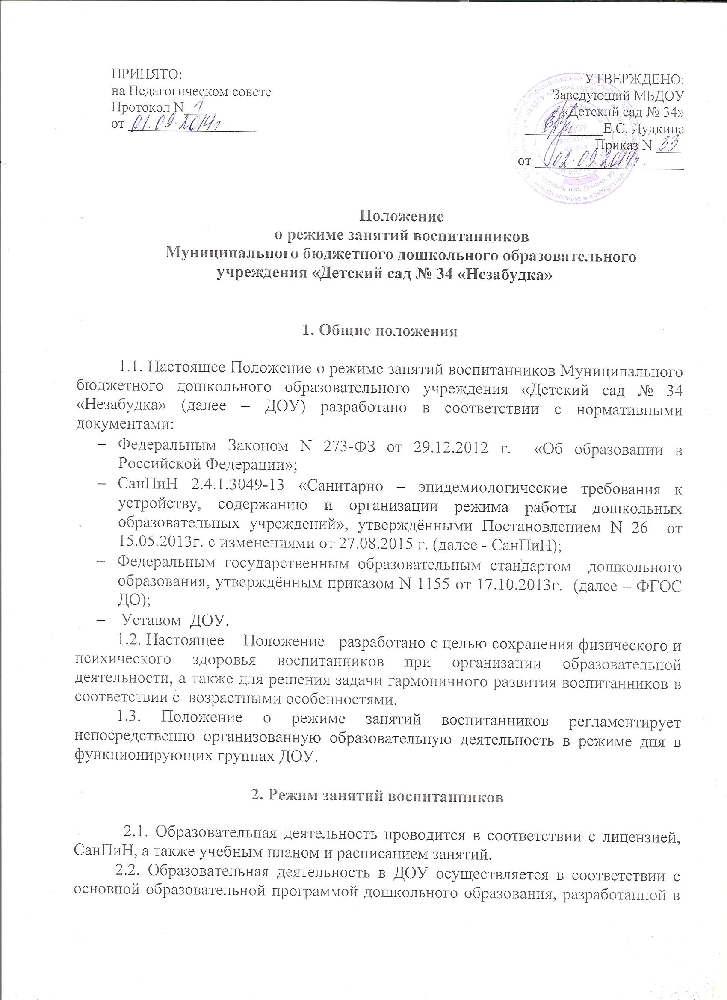 ПРИНЯТО:
на Педагогическом совете
Протокол N 1
от 01.09.2014г.
УТВЕРЖДЕНО:
Заведующий МБДОУ
«Детский сад № 34»
Е.С. Дудкина
Приказ N 33
от 02.09.2014г.
Положение
о режиме занятий воспитанников
Муниципального бюджетного дошкольного образовательного
учреждения «Детский сад № 34 «Незабудка»
1. Общие положения
1.1. Настоящее Положение о режиме занятий воспитанников Муниципального
бюджетного дошкольного образовательного учреждения «Детский сад № 34
«Незабудка» (далее – ДОУ) разработано в соответствии с нормативными
документами:
– Федеральным Законом N 273-ФЗ от 29.12.2012 г. «Об образовании в
Российской Федерации»;
– СанПиН 2.4.1.3049-13 «Санитарно – эпидемиологические требования к
устройству, содержанию и организации режима работы дошкольных
образовательных учреждений», утверждёнными Постановлением N 26 от
15.05.2013г. с изменениями от 27.08.2015 г. (далее - СанПиН);
– Федеральным государственным образовательным стандартом дошкольного
образования, утверждённым приказом N 1155 от 17.10.2013г. (далее – ФГОС
ДО);
– Уставом ДОУ.
1.2. Настоящее Положение разработано с целью сохранения физического и
психического здоровья воспитанников при организации образовательной
деятельности, а также для решения задачи гармоничного развития воспитанников в
соответствии с возрастными особенностями.
1.3. Положение о режиме занятий воспитанников регламентирует
непосредственно организованную образовательную деятельность в режиме дня в
функционирующих группах ДОУ.
2. Режим занятий воспитанников
2.1. Образовательная деятельность проводится в соответствии с лицензией,
СанПиН, а также учебным планом и расписанием занятий.
2.2. Образовательная деятельность в ДОУ осуществляется в соответствии с
основной образовательной программой дошкольного образования, разработанной в